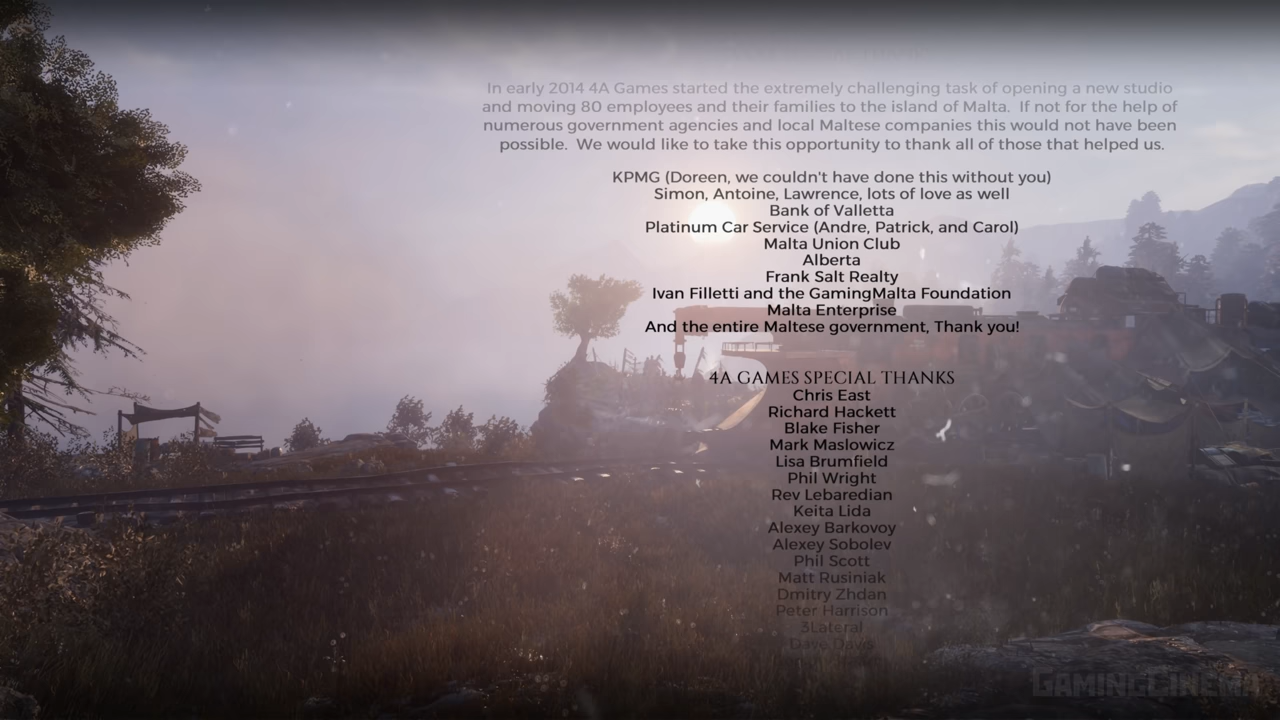 In early 2014 4A Games started the extremely challenging task of opening a new studio
and moving 80 employees and their families to the island of Malta. If not for the help of
numerous government agencies and local Maltese companies this would not have been
possible. We would like to take this opportunity to thank all of those that helped us.
KPMG (Doreen, we couldn't have done this without you)
Simon, Antoine, Lawrence, lots of love as well
Bank of Valletta
Platinum Car Service (Andre, Patrick, and Carol)
Malta Union Club
Alberta
Frank Salt Realty
Ivan Filletti and the GamingMalta Foundation
Malta Enterprise
And the entire Maltese government, Thank you!
4A GAMES SPECIAL THANKS
Chris East
Richard Hackett
Blake Fisher
Mark Maslowicz
Lisa Brumfield
Phil Wright
Rev Lebaredian
Keita Lida
Alexey Barkovoy
Alexey Sobolev
Phil Scott
Matt Rusiniak
Dmitry Zhdan
Peter Harrison
3Lateral
Dave Davis
GAMINGCINEMA